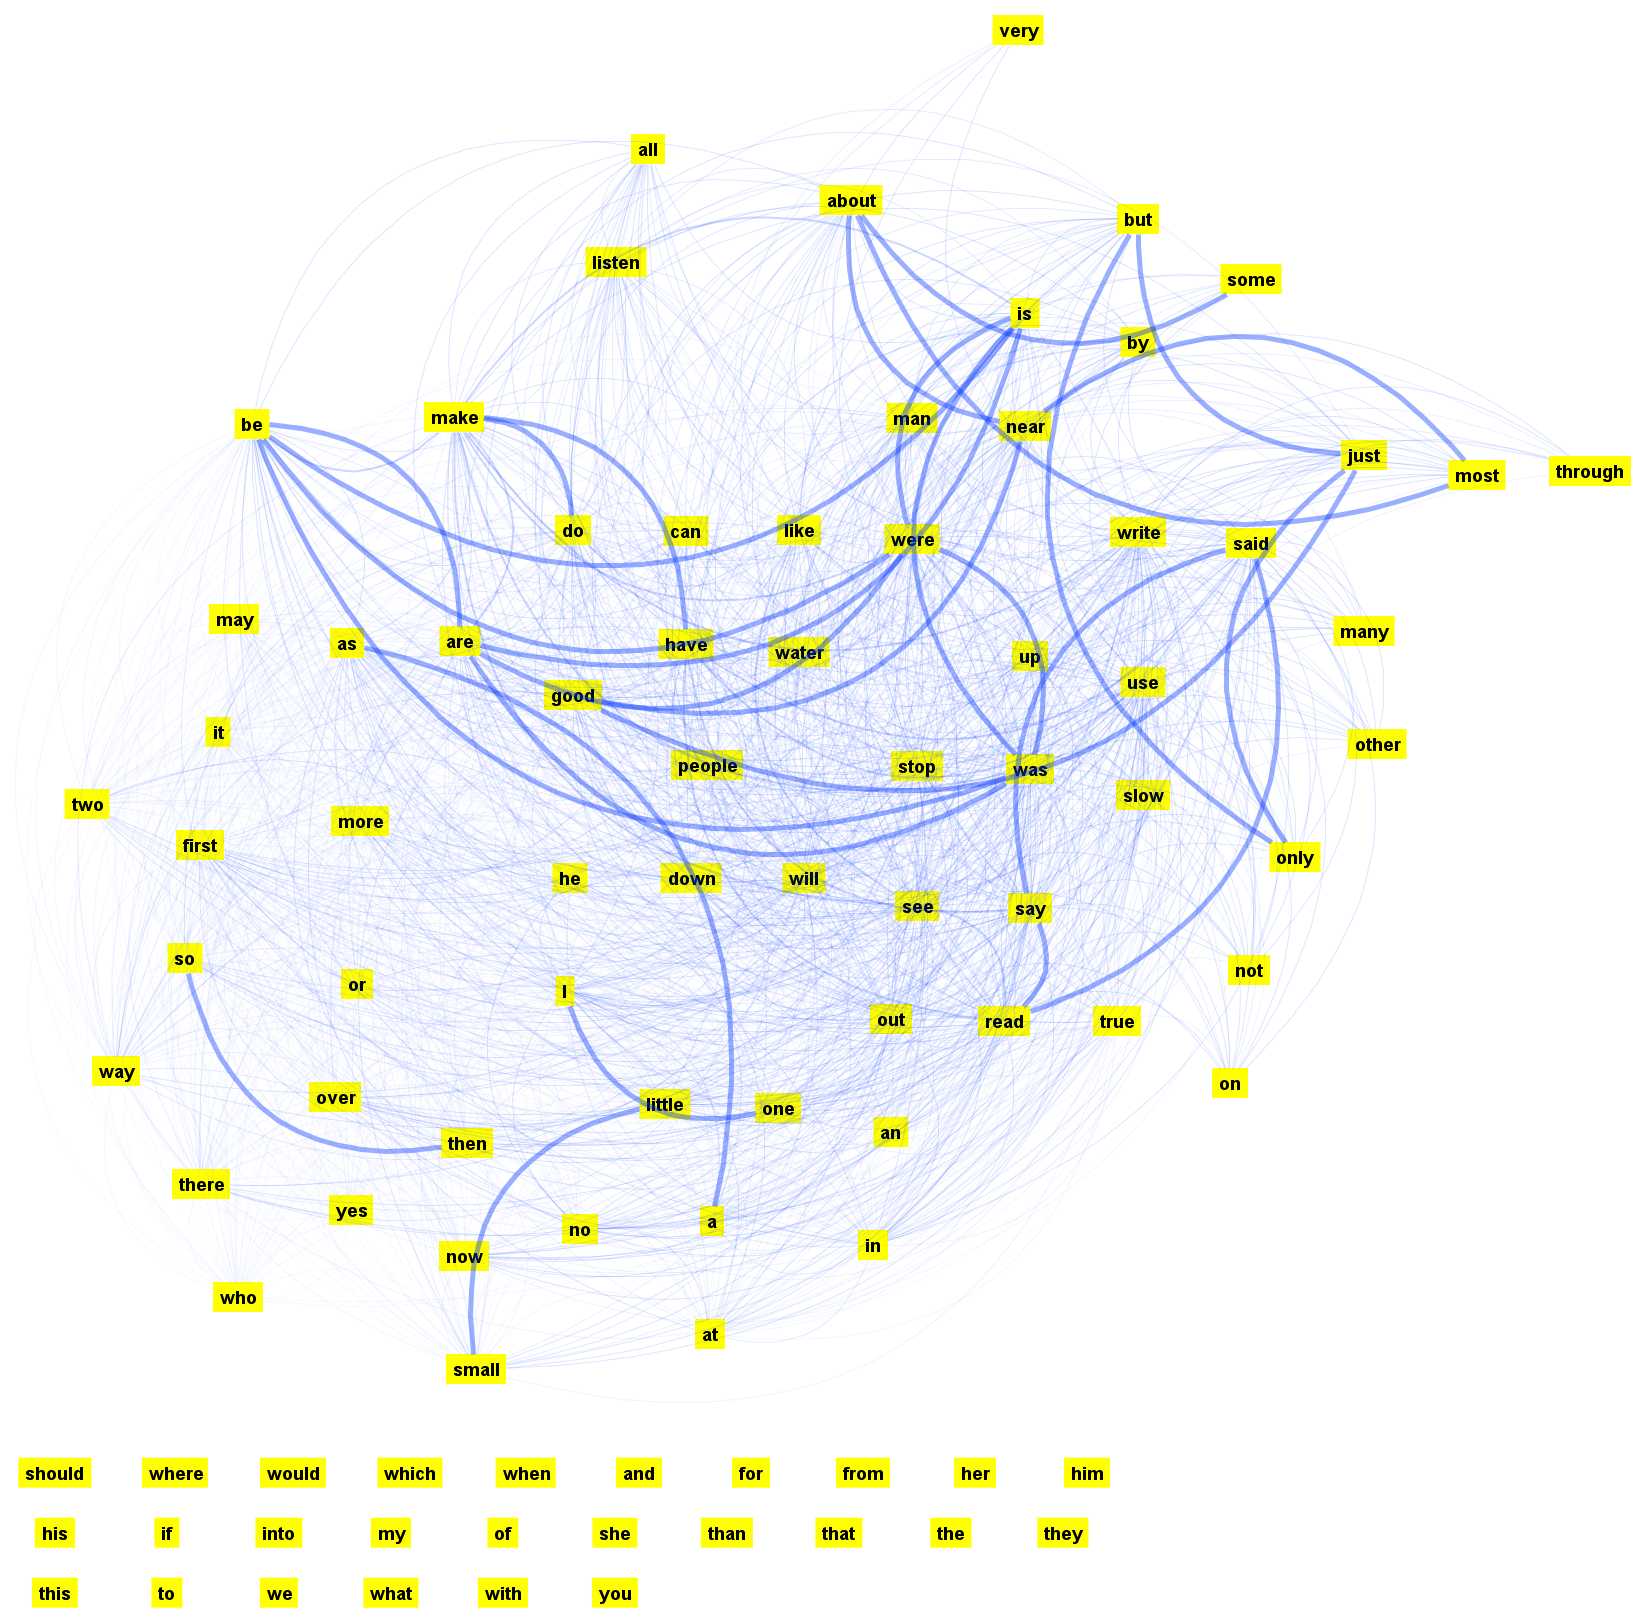 very
all
about
but
listen
some
is
by
be
make
man
near
just
most
through
do
can
like
were
write
said
may
as
are
have
water
up
many
good
use
it
people
stop
was
other
two
more
slow
first
he
down
will
see
say
only
so
or
I
out
read
true
not
way
over
little
one
on
then
an
there
yes
no
a
in
now
who
at
small
should where would which when and for from her him
his if into my of she than that the they
this to we what with you